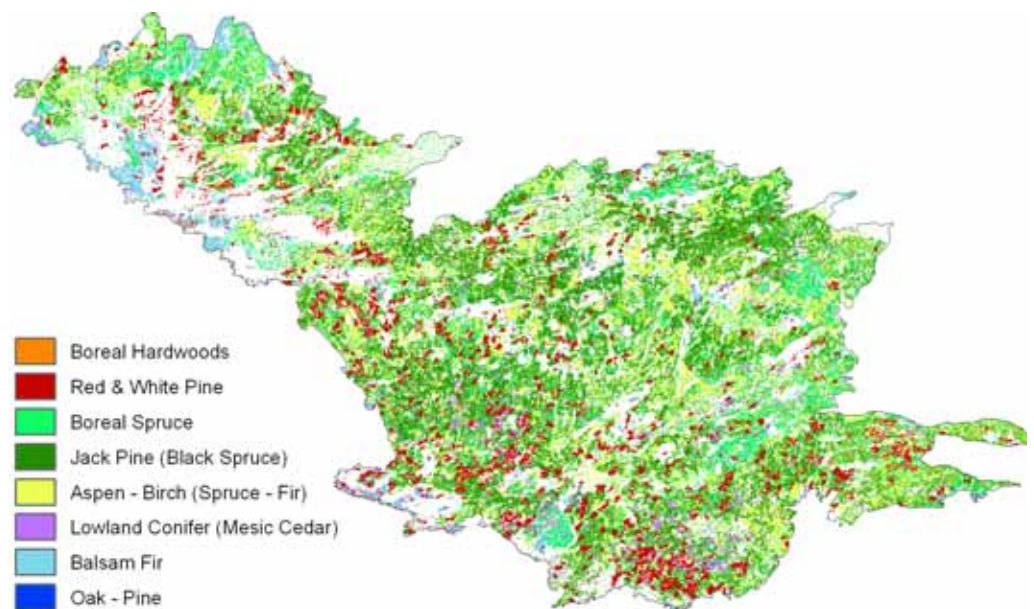 Boreal Hardwoods
Red & White Pine
Boreal Spruce
Jack Pine (Black Spruce)
Aspen - Birch (Spruce - Fir)
Lowland Conifer (Mesic Cedar)
Balsam Fir
Oak - Pine